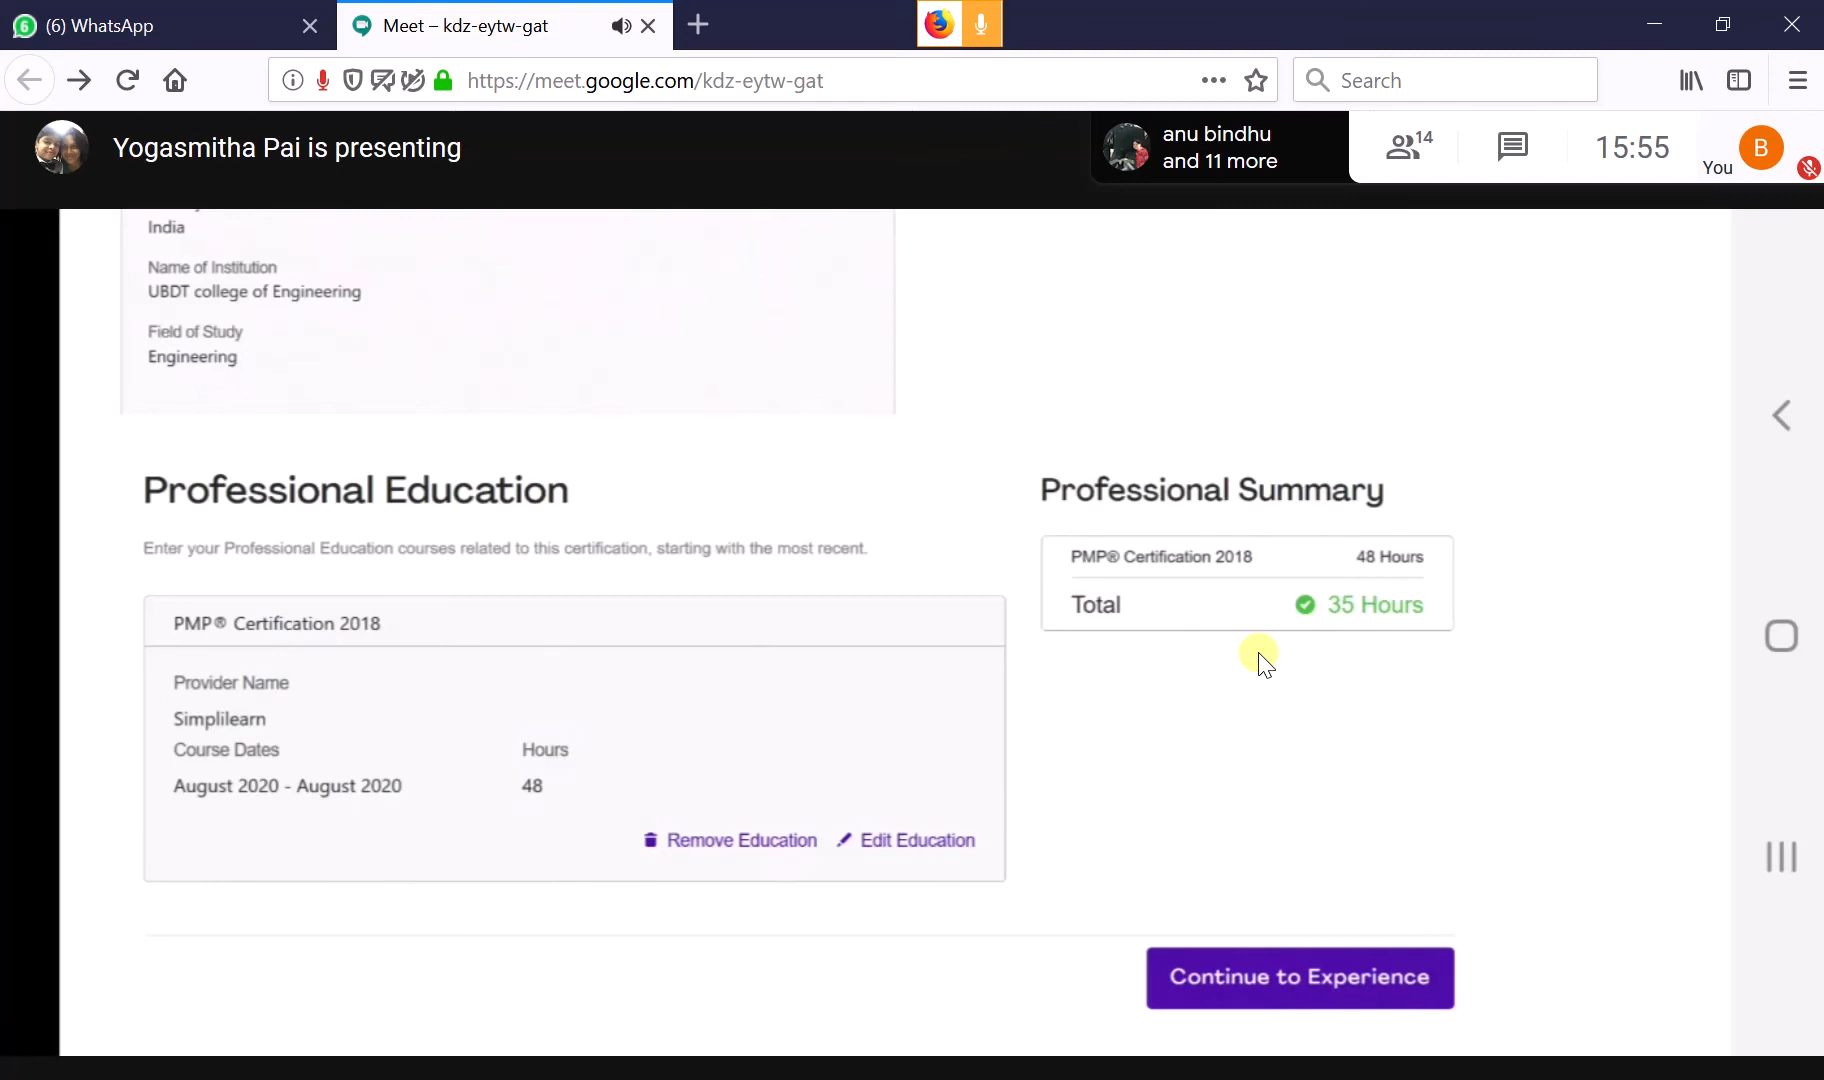 (6) WhatsApp
Meet – kdz-eytw-gat
https://meet.google.com/kdz-eytw-gat
Search
Yogasmitha Pai is presenting
anu bindhu
and 11 more
14
15:55
You
B
India
Name of Institution
UBDT college of Engineering
Field of Study
Engineering
Professional Education
Enter your Professional Education courses related to this certification, starting with the most recent.
PMP® Certification 2018
Provider Name
Simplilearn
Course Dates
Hours
August 2020 - August 2020
48
Remove Education
Edit Education
Professional Summary
PMP® Certification 2018
48 Hours
Total
35 Hours
Continue to Experience